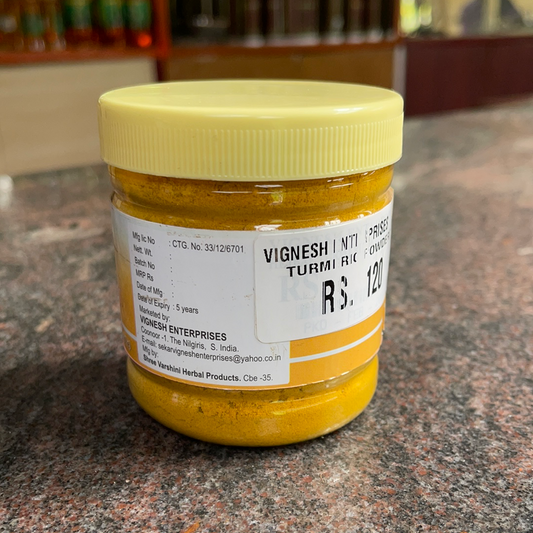 Mfg lic No : CTG. No. 33/12/6701
Nett. Wt.
Batch No
MRP Rs
Date of Mfg
Date of Expiry : 5 years
Marketed by:
VIGNESH ENTERPRISES
Coonoor -1. The Nilgiris, S. India.
E-mail: sekarvigneshenterprises@yahoo.co.in
Mfg by:
Shree Varshini Herbal Products. Cbe -35.
VIGNESH ENTERPRISES
TURMERIC POWDER
RS. 120